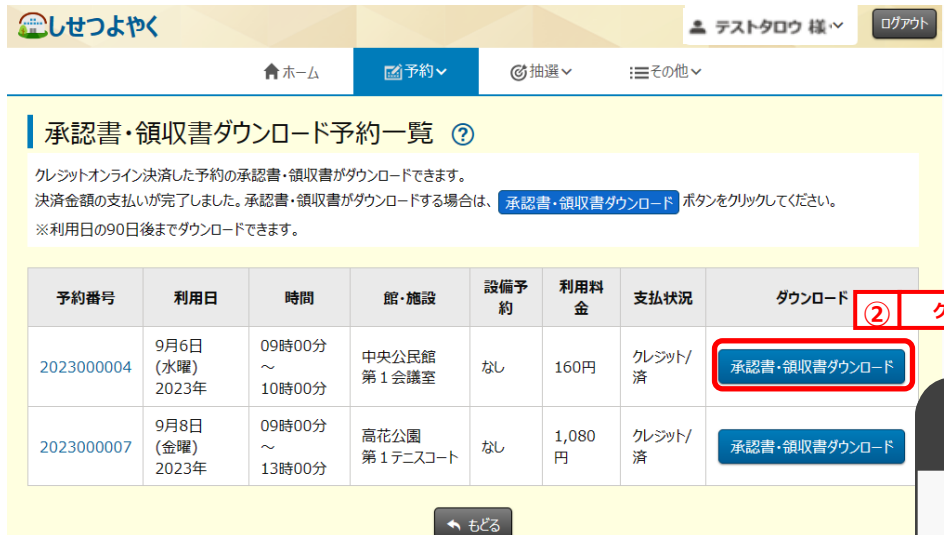 しせつよやく
テストタロウ 様
ログアウト
ホーム
予約
抽選
その他
承認書・領収書ダウンロード予約一覧 ?
クレジットオンライン決済した予約の承認書・領収書がダウンロードできます。
決済金額の支払いが完了しました。承認書・領収書がダウンロードする場合は、 承認書・領収書ダウンロード ボタンをクリックしてください。
※利用日の90日後までダウンロードできます。
予約番号 利用日 時間 館・施設 設備予約 利用料金 支払状況 ダウンロード
②
2023000004
9月6日
(水曜)
2023年
09時00分
~
10時00分
中央公民館
第1会議室
なし
160円
クレジット/
済
承認書・領収書ダウンロード
2023000007
9月8日
(金曜)
2023年
09時00分
~
13時00分
高花公園
第1テニスコート
なし
1,080
円
クレジット/
済
承認書・領収書ダウンロード
もどる